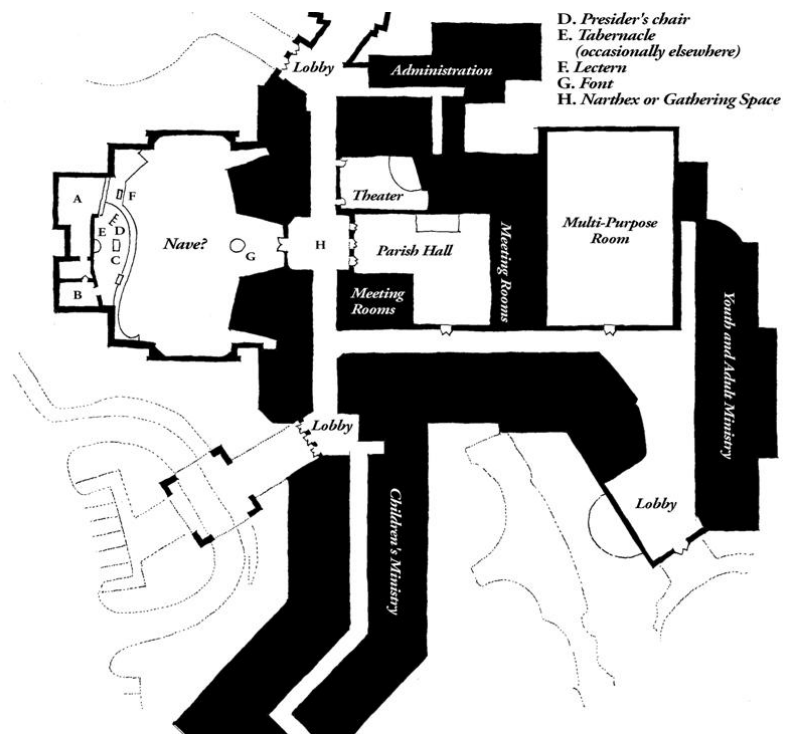 D. Presider's chair
E. Tabernacle
(occasionally elsewhere)
F. Lectern
G. Font
H. Narthex or Gathering Space
Lobby
Administration
A
F
Theater
E
E
D
C
Nave?
G
H
Parish Hall
Meeting Rooms
Multi-Purpose
Room
B
Meeting
Rooms
Youth and Adult Ministry
Lobby
Children's Ministry
Lobby